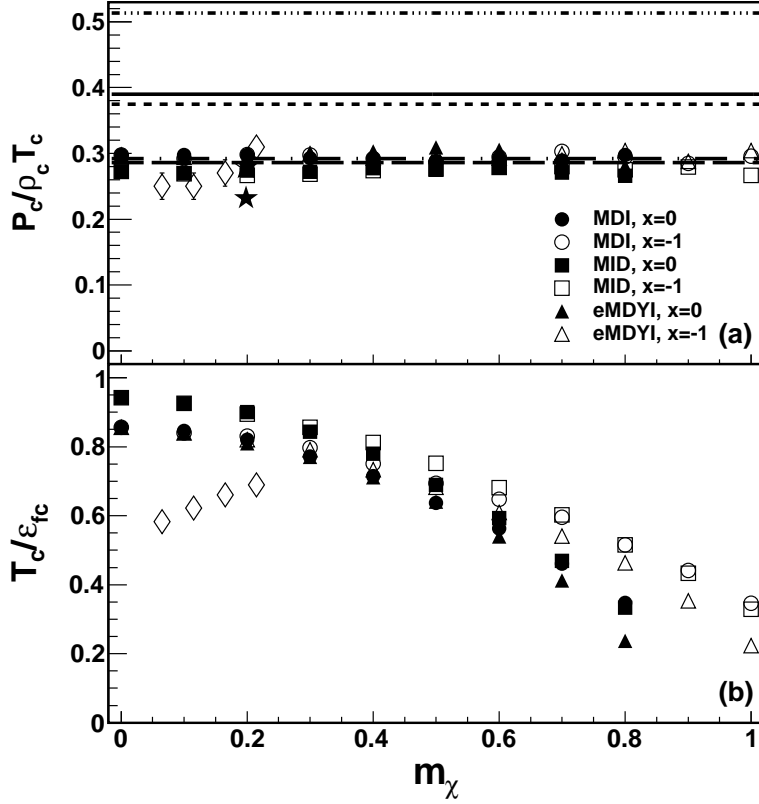 P_c/ρ_c T_c
0.5
0.4
0.3
0.2
0.1
0
MDI, x=0
MDI, x=-1
MID, x=0
MID, x=-1
eMDYI, x=0
eMDYI, x=-1
(a)
T_c/ε_fc
1
0.8
0.6
0.4
0.2
0
(b)
0 0.2 0.4 0.6 0.8 1
m_χ